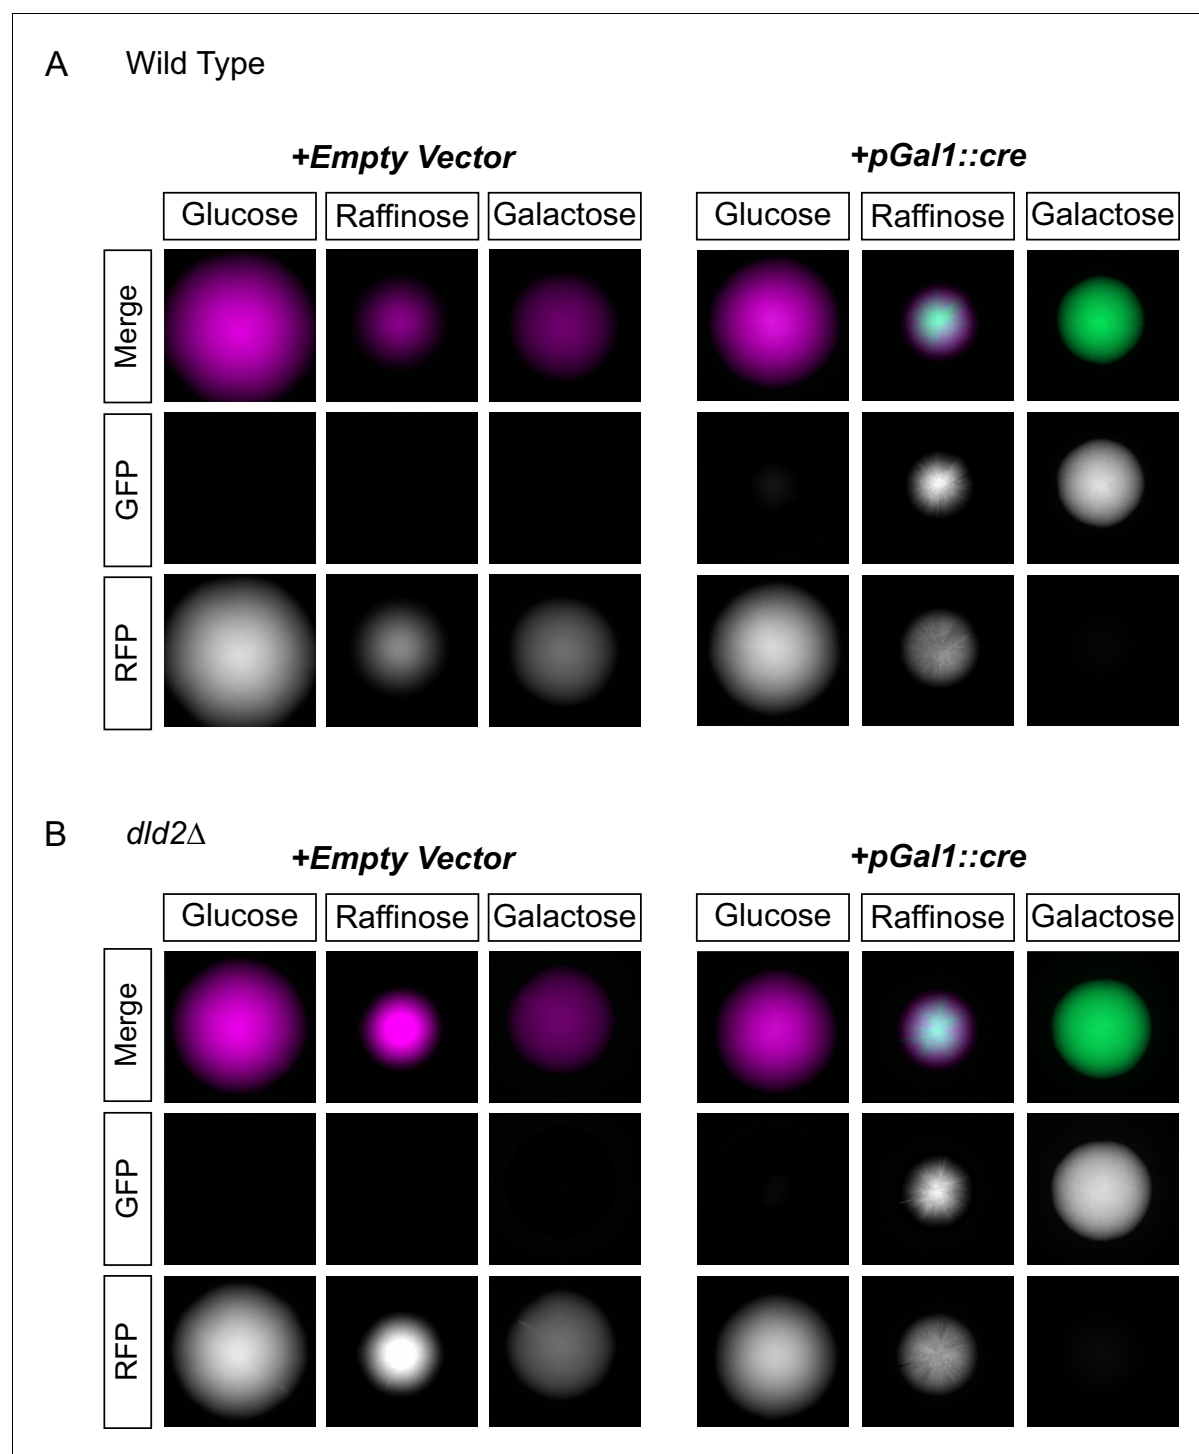 A Wild Type
+Empty Vector +pGal1::cre
Glucose Raffinose Galactose Glucose Raffinose Galactose
Merge
GFP
RFP
B dld2Δ
+Empty Vector +pGal1::cre
Glucose Raffinose Galactose Glucose Raffinose Galactose
Merge
GFP
RFP